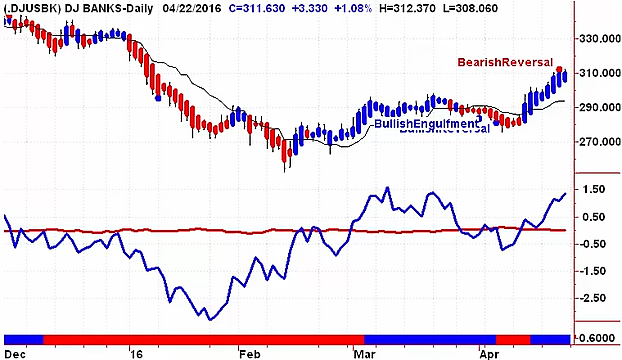 (.DJUSBK) DJ BANKS-Daily 04/22/2016 C=311.630 +3.330 +1.08% H=312.370 L=308.060
330.000
BearishReversal
310.000
290.000
BullishEngulfment
BullishReversal
270.000
1.50
0.50
-0.50
-1.50
-2.50
0.6000
Dec 16 Feb Mar Apr